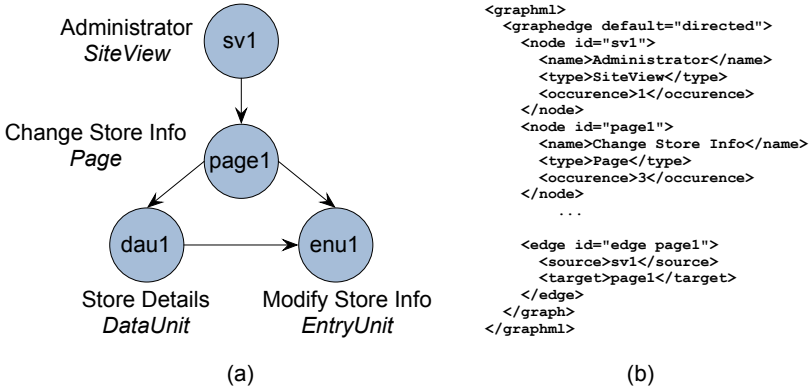 Administrator
SiteView
sv1
Change Store Info
Page
page1
dau1
enu1
Store Details
DataUnit
Modify Store Info
EntryUnit
(a)
<graphml>
<graphedge default="directed">
<node id="sv1">
<name>Administrator</name>
<type>SiteView</type>
<occurence>1</occurence>
</node>
<node id="page1">
<name>Change Store Info</name>
<type>Page</type>
<occurence>3</occurence>
</node>
...
<edge id="edge page1">
<source>sv1</source>
<target>page1</target>
</edge>
</graph>
</graphml>
(b)